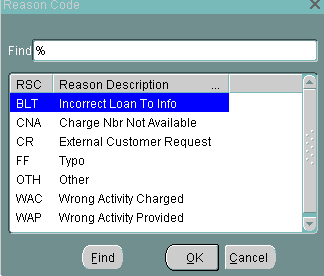 Reason Code
Find %
RSC Reason Description ...
BLT Incorrect Loan To Info
CNA Charge Nbr Not Available
CR External Customer Request
FF Typo
OTH Other
WAC Wrong Activity Charged
WAP Wrong Activity Provided
Find OK Cancel